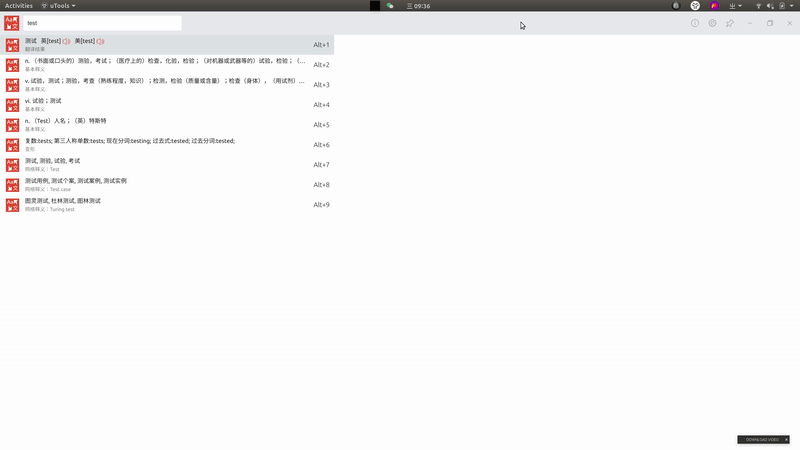 Activities uTools 三 09:36
test
测试 英[test] 美[test] Alt+1
翻译结果
n. （书面或口头的）测验，考试；（医疗上的）检查，化验，检验；（对机器或武器等的）试验，检验；（... Alt+2
基本释义
v. 试验，测试；测验，考查（熟练程度，知识）；检测，检验（质量或含量）；检查（身体），（用试剂）... Alt+3
基本释义
vi. 试验；测试 Alt+4
基本释义
n. （Test）人名；（英）特斯特 Alt+5
基本释义
复数:tests; 第三人称单数:tests; 现在分词:testing; 过去式:tested; 过去分词:tested; Alt+6
变形
测试, 测验, 试验, 考试 Alt+7
网络释义：Test
测试用例, 测试个案, 测试案例, 测试实例 Alt+8
网络释义：Test case
图灵测试, 杜林测试, 图林测试 Alt+9
网络释义：Turing test
DOWNLOAD VIDEO